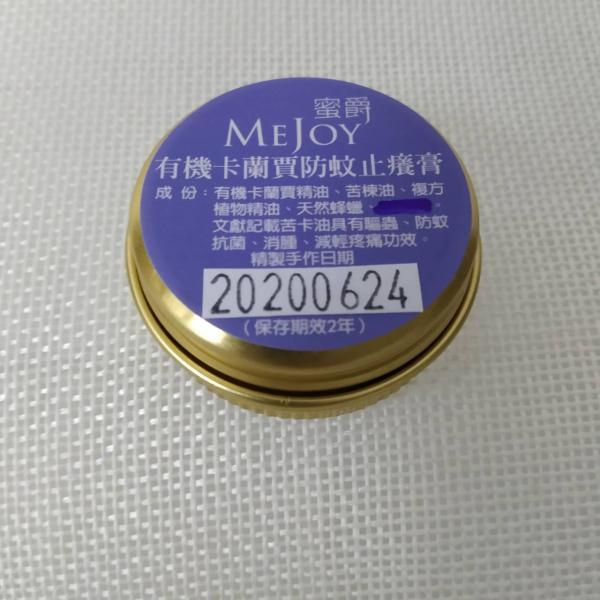 蜜爵
MEJOY
有機卡蘭賈防蚊止癢膏
成份：有機卡蘭賈精油、苦楝油、複方
植物精油、天然蜂蠟。
文獻記載苦卡油具有驅蟲、防蚊
抗菌、消腫、減輕疼痛功效。
精製手作日期
20200624
（保存期效2年）